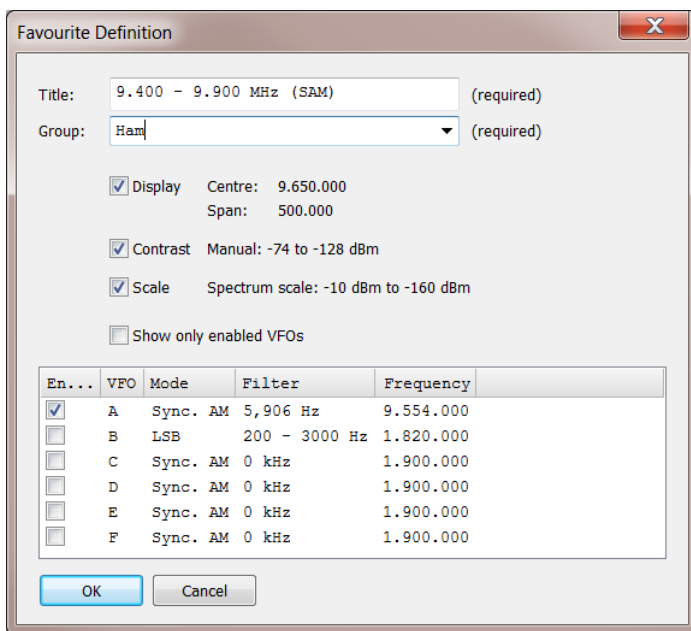 Favourite Definition
Title: 9.400 - 9.900 MHz (SAM) (required)
Group: Ham (required)
Display Centre: 9.650.000
Span: 500.000
Contrast Manual: -74 to -128 dBm
Scale Spectrum scale: -10 dBm to -160 dBm
Show only enabled VFOs
En... VFO Mode Filter Frequency
A Sync. AM 5,906 Hz 9.554.000
B LSB 200 - 3000 Hz 1.820.000
C Sync. AM 0 kHz 1.900.000
D Sync. AM 0 kHz 1.900.000
E Sync. AM 0 kHz 1.900.000
F Sync. AM 0 kHz 1.900.000
OK Cancel